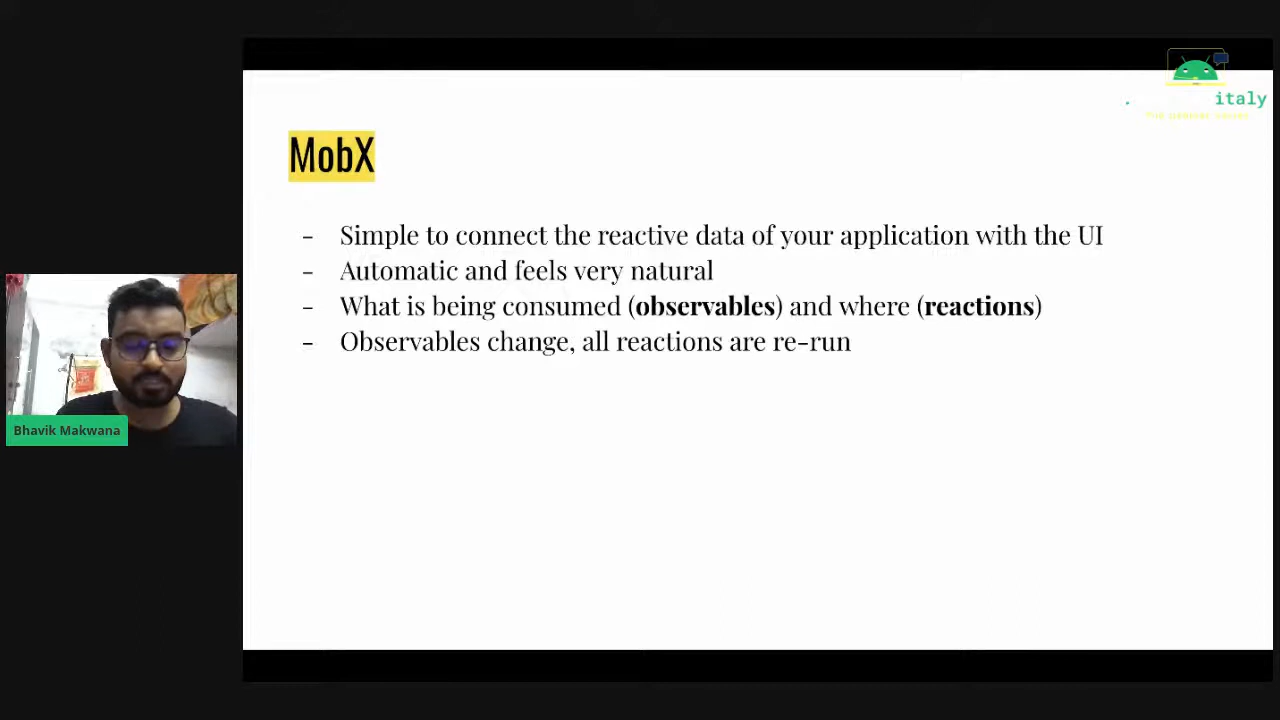 italy
MobX
- Simple to connect the reactive data of your application with the UI
- Automatic and feels very natural
- What is being consumed (observables) and where (reactions)
- Observables change, all reactions are re-run
Bhavik Makwana